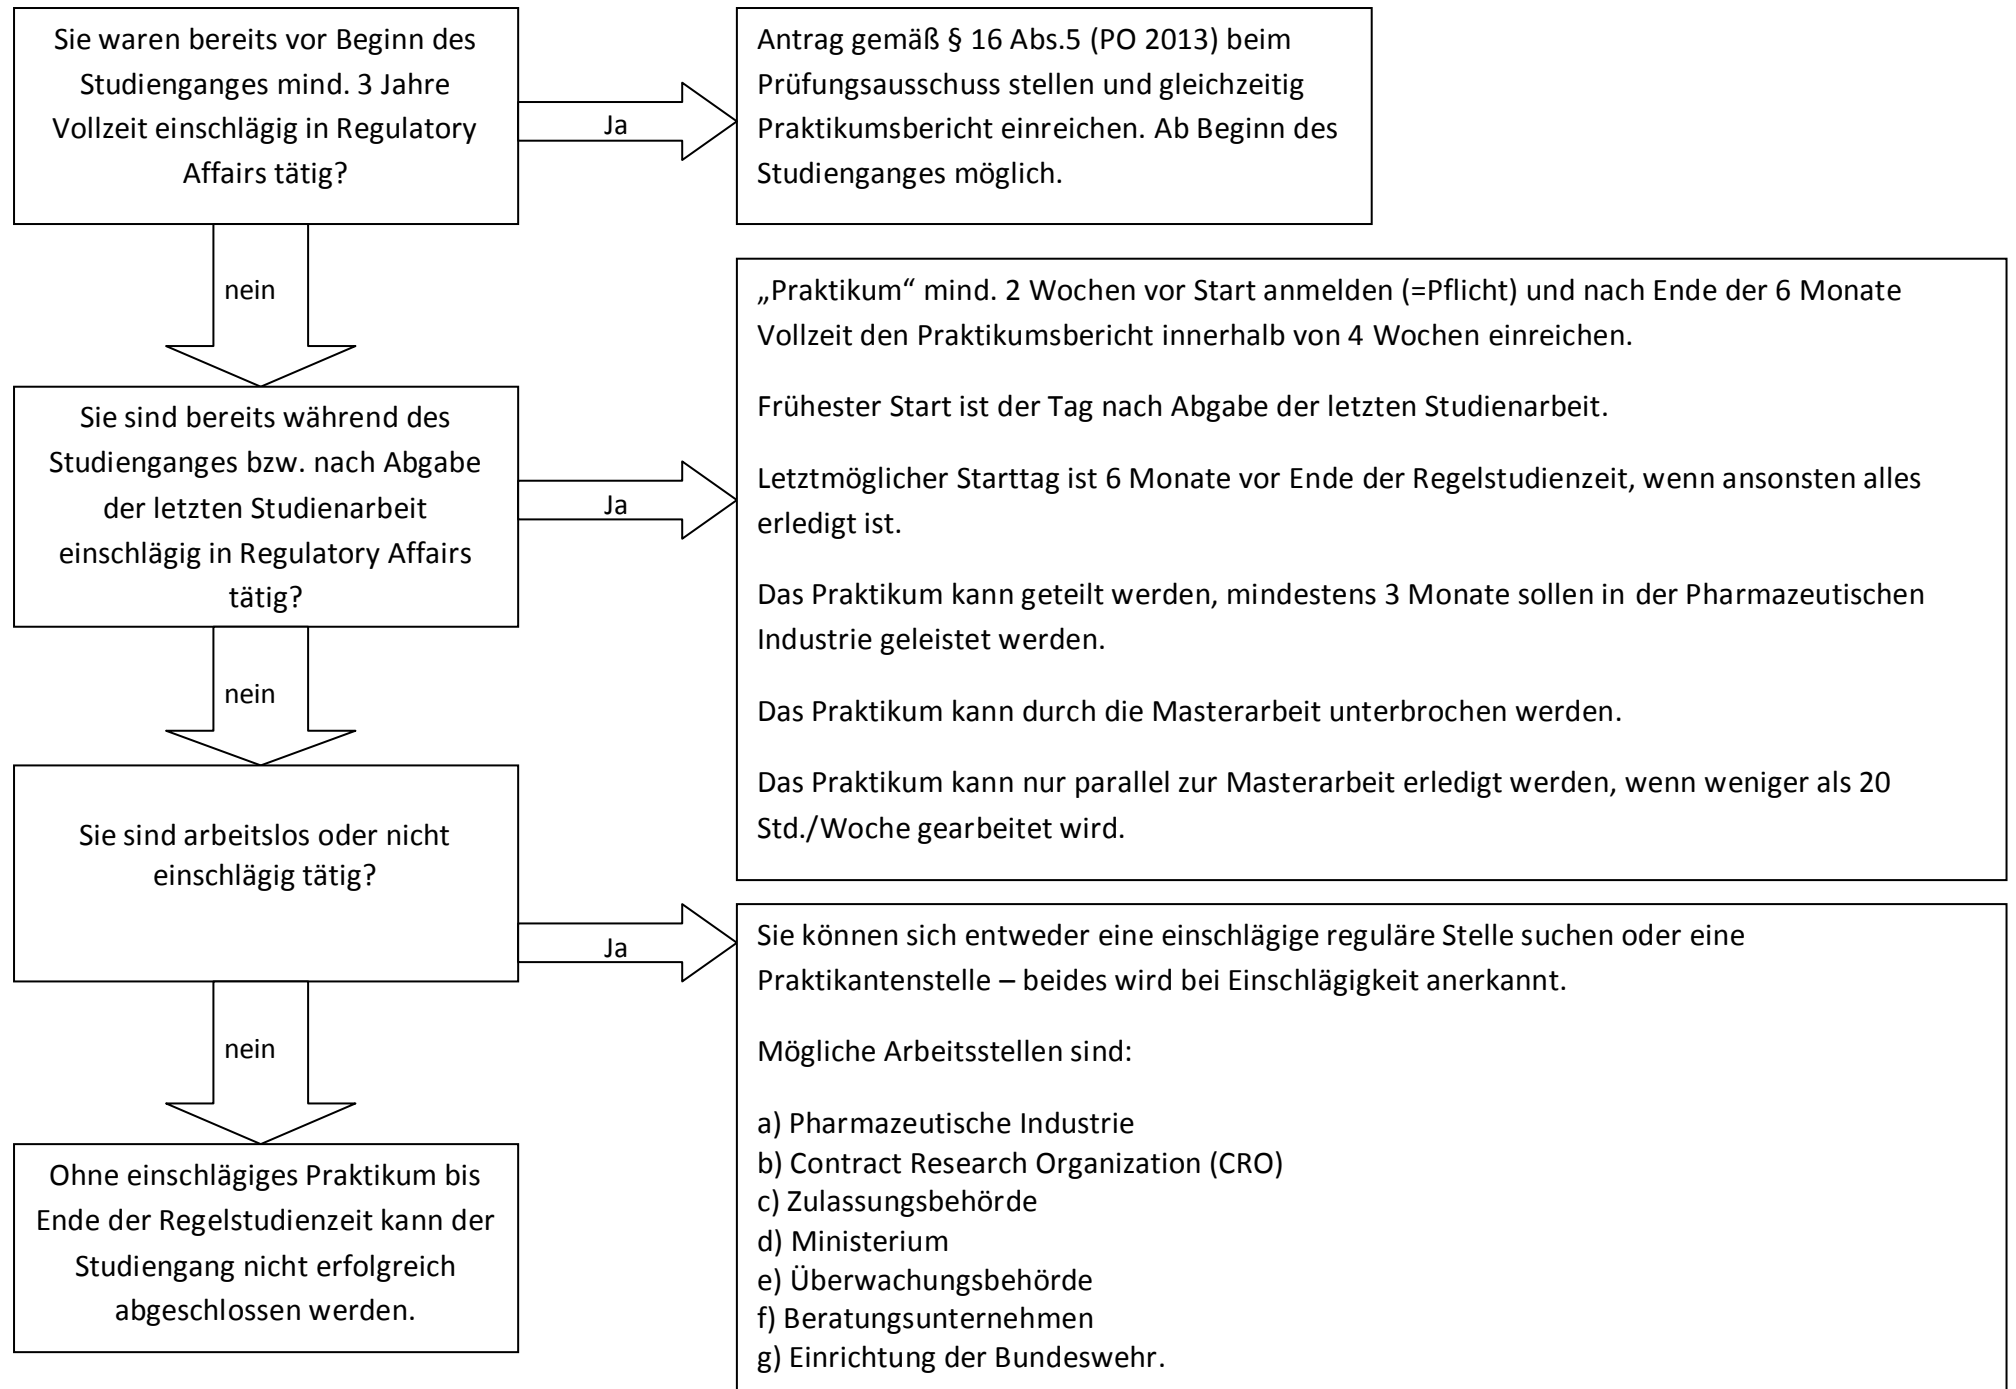 Sie waren bereits vor Beginn des
Studienganges mind. 3 Jahre
Vollzeit einschlägig in Regulatory
Affairs tätig?
Ja
Antrag gemäß § 16 Abs.5 (PO 2013) beim
Prüfungsausschuss stellen und gleichzeitig
Praktikumsbericht einreichen. Ab Beginn des
Studienganges möglich.
nein
Sie sind bereits während des
Studienganges bzw. nach Abgabe
der letzten Studienarbeit
einschlägig in Regulatory Affairs
tätig?
Ja
„Praktikum“ mind. 2 Wochen vor Start anmelden (=Pflicht) und nach Ende der 6 Monate
Vollzeit den Praktikumsbericht innerhalb von 4 Wochen einreichen.
Frühester Start ist der Tag nach Abgabe der letzten Studienarbeit.
Letztmöglicher Starttag ist 6 Monate vor Ende der Regelstudienzeit, wenn ansonsten alles
erledigt ist.
Das Praktikum kann geteilt werden, mindestens 3 Monate sollen in der Pharmazeutischen
Industrie geleistet werden.
Das Praktikum kann durch die Masterarbeit unterbrochen werden.
Das Praktikum kann nur parallel zur Masterarbeit erledigt werden, wenn weniger als 20
Std./Woche gearbeitet wird.
nein
Sie sind arbeitslos oder nicht
einschlägig tätig?
Ja
Sie können sich entweder eine einschlägige reguläre Stelle suchen oder eine
Praktikantenstelle – beides wird bei Einschlägigkeit anerkannt.
Mögliche Arbeitsstellen sind:
a) Pharmazeutische Industrie
b) Contract Research Organization (CRO)
c) Zulassungsbehörde
d) Ministerium
e) Überwachungsbehörde
f) Beratungsunternehmen
g) Einrichtung der Bundeswehr.
nein
Ohne einschlägiges Praktikum bis
Ende der Regelstudienzeit kann der
Studiengang nicht erfolgreich
abgeschlossen werden.